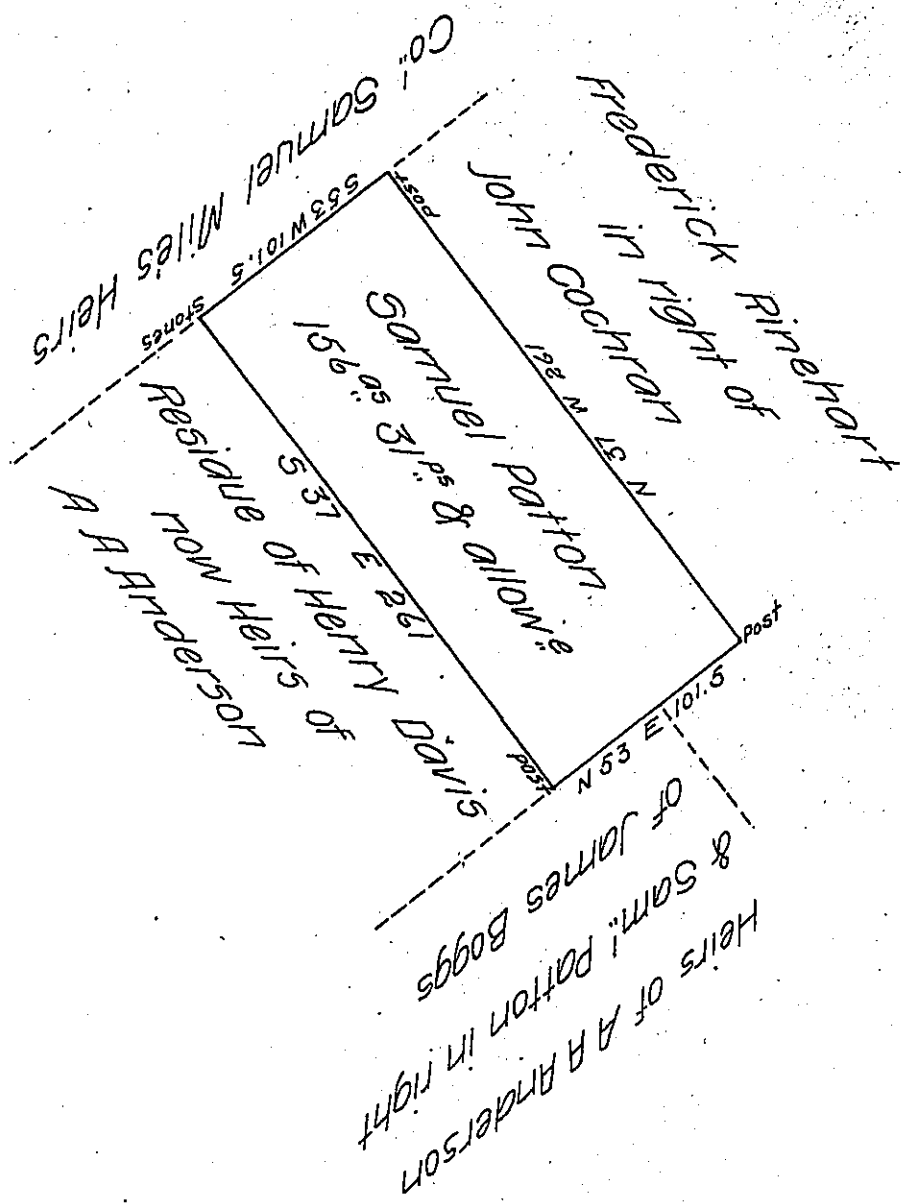 Col. Samuel Miles Heirs
Frederick Rinehart
in right of
John Cochran
post
S 53 W 101.5
Stones
N 37 W 261
Samuel Patton
156 as 31 ps & allowe
S 37 E 261
Residue of Henry Davis
now Heirs of
A A Anderson
Post
N 53 E 101.5
post
Heirs of A A Anderson
& Saml. Patton in right
of James Boggs